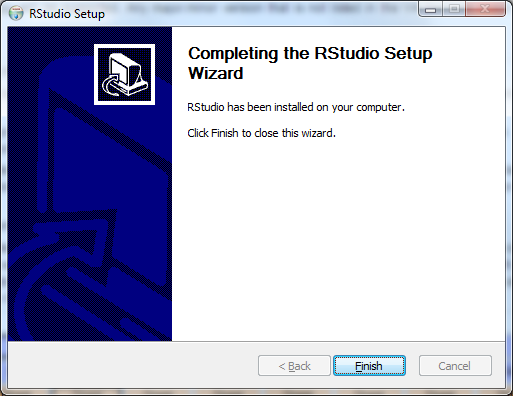 RStudio Setup
Completing the RStudio Setup
Wizard
RStudio has been installed on your computer.
Click Finish to close this wizard.
< Back
Finish
Cancel